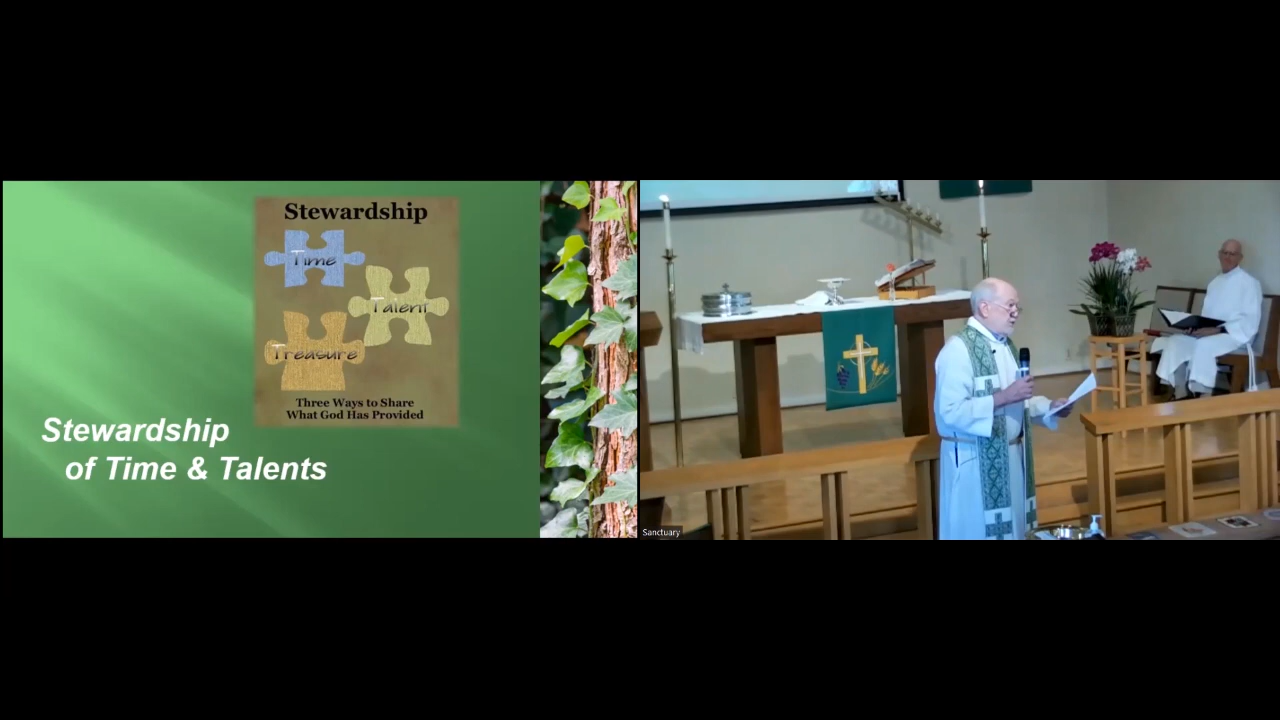 Stewardship
Time
Talent
Treasure
Three Ways to Share
What God Has Provided
Stewardship
of Time & Talents
Sanctuary